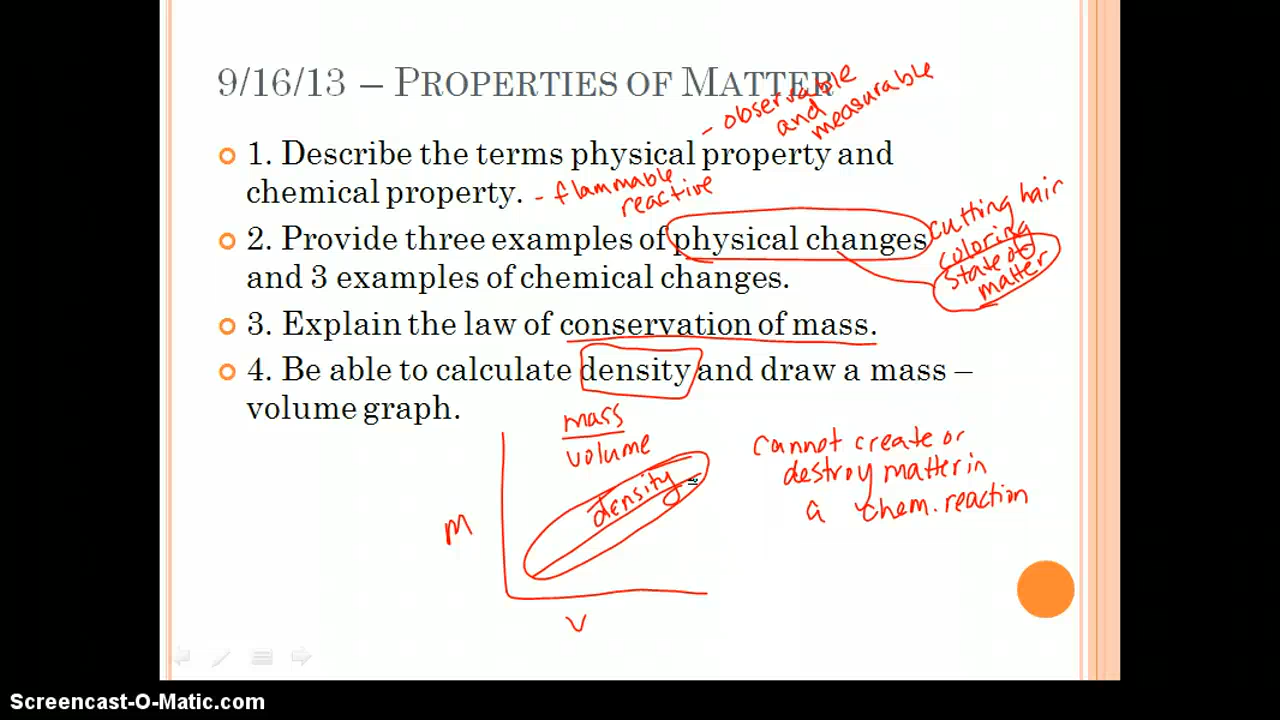 9/16/13 – PROPERTIES OF MATTER
- observable
and
measurable
1. Describe the terms physical property and
chemical property.
- flammable
reactive
2. Provide three examples of physical changes
and 3 examples of chemical changes.
cutting hair
coloring
state of
matter
3. Explain the law of conservation of mass.
4. Be able to calculate density and draw a mass –
volume graph.
mass
volume
density
M
V
cannot create or
destroy matter in
a chem. reaction
Screencast-O-Matic.com